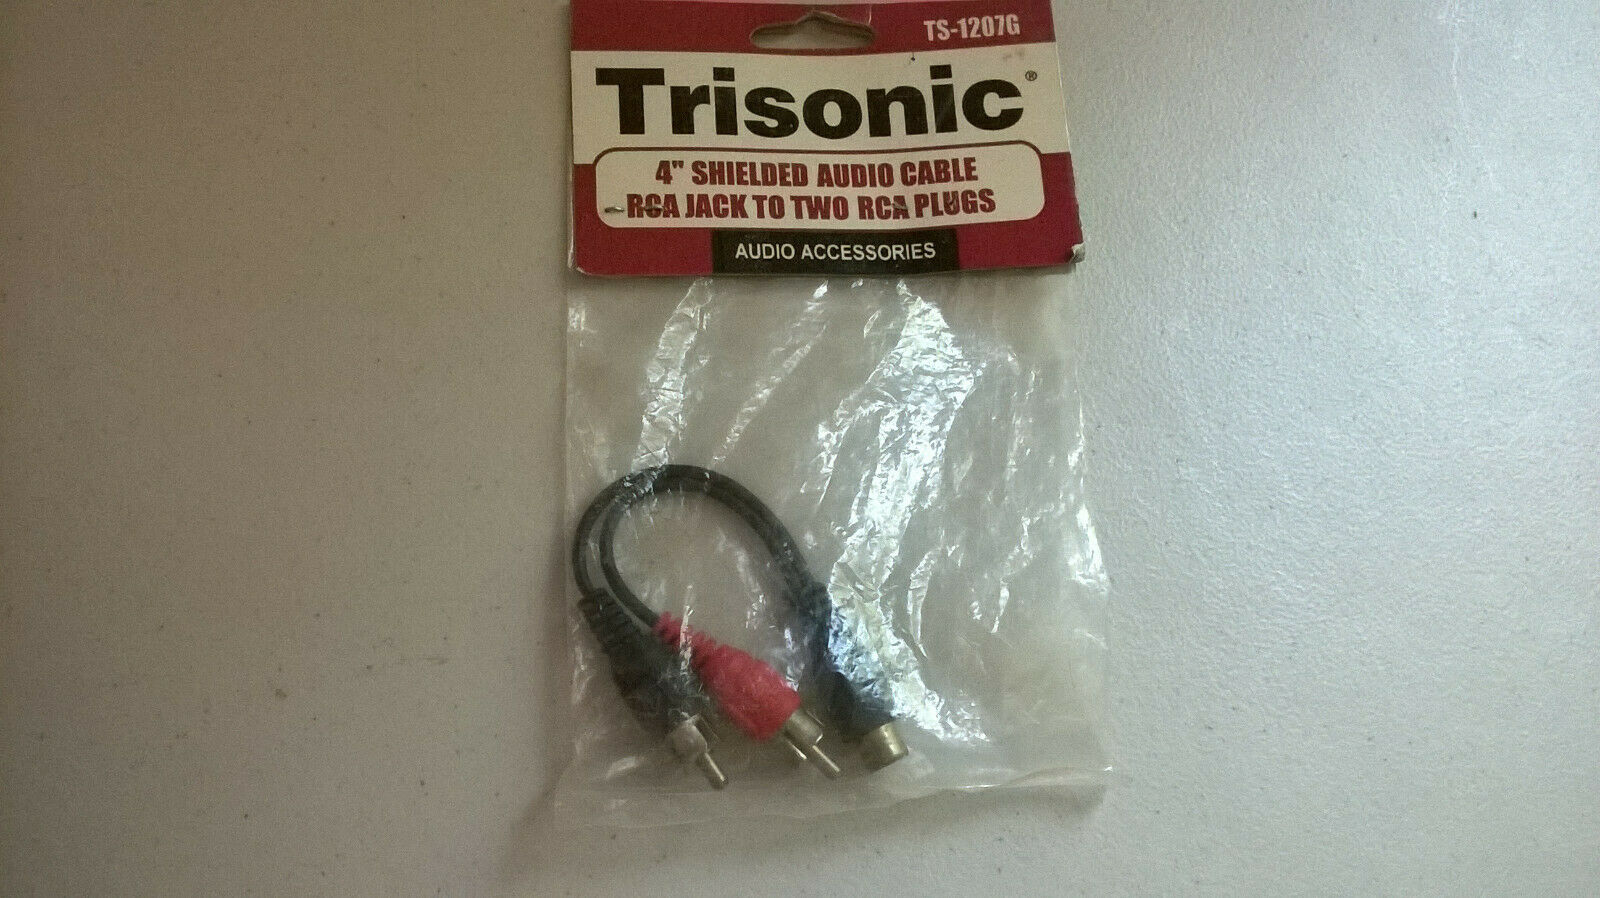 TS-1207G
Trisonic®
4" SHIELDED AUDIO CABLE
RCA JACK TO TWO RCA PLUGS
AUDIO ACCESSORIES